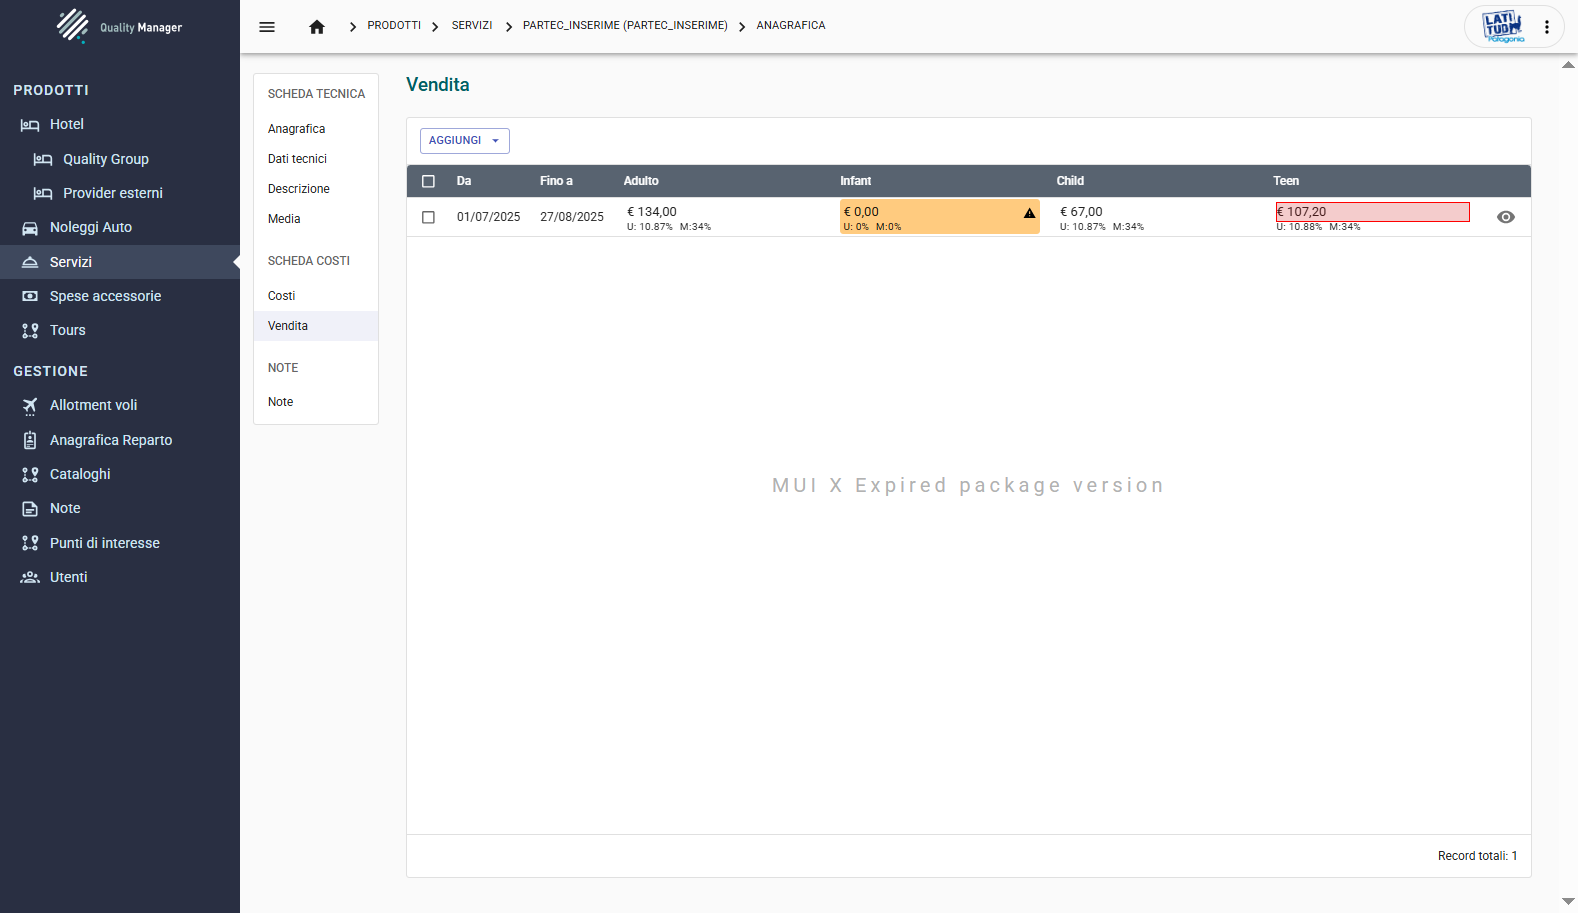 Quality Manager
PRODOTTI
SERVIZI
PARTEC_INSERIME (PARTEC_INSERIME)
ANAGRAFICA
LATITUD
Patagonia
PRODOTTI
Hotel
Quality Group
Provider esterni
Noleggi Auto
Servizi
Spese accessorie
Tours
GESTIONE
Allotment voli
Anagrafica Reparto
Cataloghi
Note
Punti di interesse
Utenti
SCHEDA TECNICA
Anagrafica
Dati tecnici
Descrizione
Media
SCHEDA COSTI
Costi
Vendita
NOTE
Note
Vendita
AGGIUNGI
Da Fino a Adulto Infant Child Teen
01/07/2025 27/08/2025 € 134,00 € 0,00 € 67,00 € 107,20
U: 10.87% M:34% U: 0% M:0% U: 10.87% M:34% U: 10.88% M:34%
MUI X Expired package version
Record totali: 1